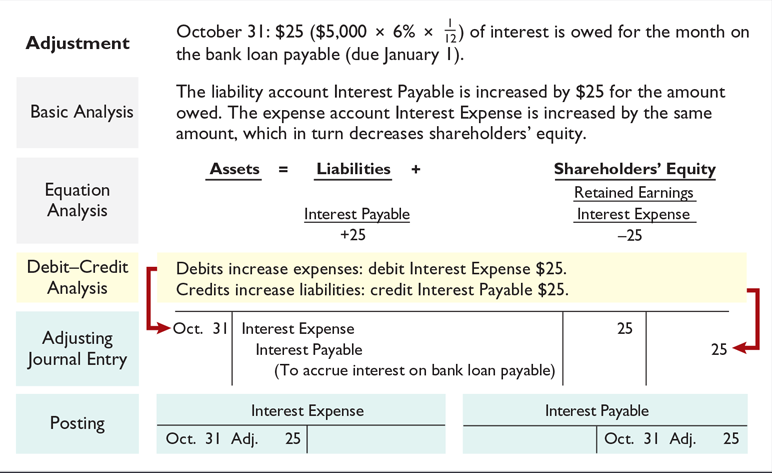 Adjustment
October 31: $25 ($5,000 × 6% × 1/12) of interest is owed for the month on
the bank loan payable (due January 1).
Basic Analysis
The liability account Interest Payable is increased by $25 for the amount
owed. The expense account Interest Expense is increased by the same
amount, which in turn decreases shareholders’ equity.
Equation
Analysis
Assets = Liabilities + Shareholders’ Equity
Retained Earnings
Interest Payable Interest Expense
+25 –25
Debit–Credit
Analysis
Debits increase expenses: debit Interest Expense $25.
Credits increase liabilities: credit Interest Payable $25.
Adjusting
Journal Entry
Oct. 31 Interest Expense 25
Interest Payable 25
(To accrue interest on bank loan payable)
Posting
Interest Expense Interest Payable
Oct. 31 Adj. 25 Oct. 31 Adj. 25